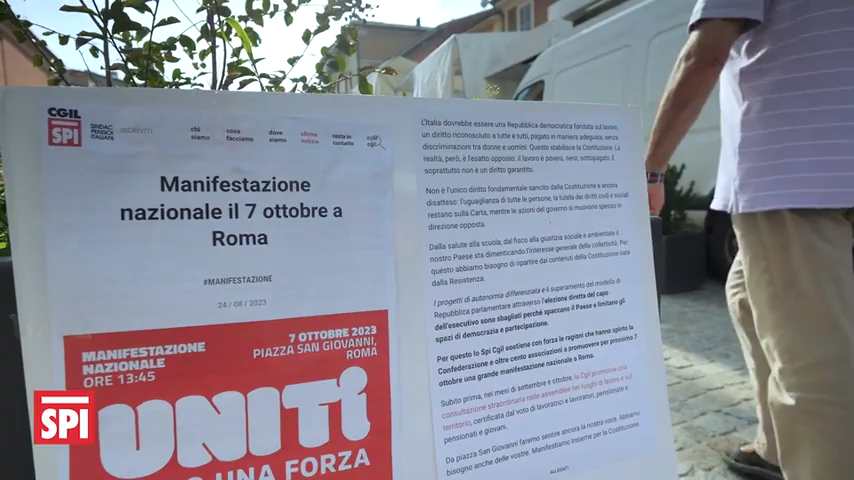 CGIL
SPI
SINDACATO
PENSIONATI
ITALIANI
chi
siamo
cosa
facciamo
dove
siamo
ultime
notizie
resta in
contatto
Manifestazione
nazionale il 7 ottobre a
Roma
#MANIFESTAZIONE
24 / 08 / 2023
MANIFESTAZIONE
NAZIONALE
ORE 13:45
7 OTTOBRE 2023
PIAZZA SAN GIOVANNI,
ROMA
UNITI
UNA FORZA
L'Italia dovrebbe essere una Repubblica democratica fondata sul lavoro,
un diritto riconosciuto a tutte e tutti, pagato in maniera adeguata, senza
discriminazioni tra donne e uomini. Questo stabilisce la Costituzione. La
realtà, però, è l'esatto opposto: il lavoro è povero, nero, sottopagato. E
soprattutto non è un diritto garantito.
Non è l'unico diritto fondamentale sancito dalla Costituzione e ancora
disatteso: l'uguaglianza di tutte le persone, la tutela dei diritti civili e sociali
restano sulla Carta, mentre le azioni del governo si muovono spesso in
direzione opposta.
Dalla salute alla scuola, dal fisco alla giustizia sociale e ambientale il
nostro Paese sta dimenticando l'interesse generale della collettività. Per
questo abbiamo bisogno di ripartire dai contenuti della Costituzione nata
dalla Resistenza.
I progetti di autonomia differenziata e il superamento del modello di
Repubblica parlamentare attraverso l'elezione diretta del capo
dell'esecutivo sono sbagliati perché spaccano il Paese e limitano gli
spazi di democrazia e partecipazione.
Per questo lo Spi Cgil sostiene con forza le ragioni che hanno spinto la
Confederazione e oltre cento associazioni a promuovere per prossimo 7
ottobre una grande manifestazione nazionale a Roma.
Subito prima, nei mesi di settembre e ottobre, la Cgil promuove una
consultazione straordinaria nelle assemblee nei luoghi di lavoro e sul
territorio, certificata dal voto di lavoratrici e lavoratori, pensionate e
pensionati e giovani.
Da piazza San Giovanni faremo sentire ancora la nostra voce. Abbiamo
bisogno anche delle vostre. Manifestiamo Insieme per la Costituzione.
ALLEGATI
SPI